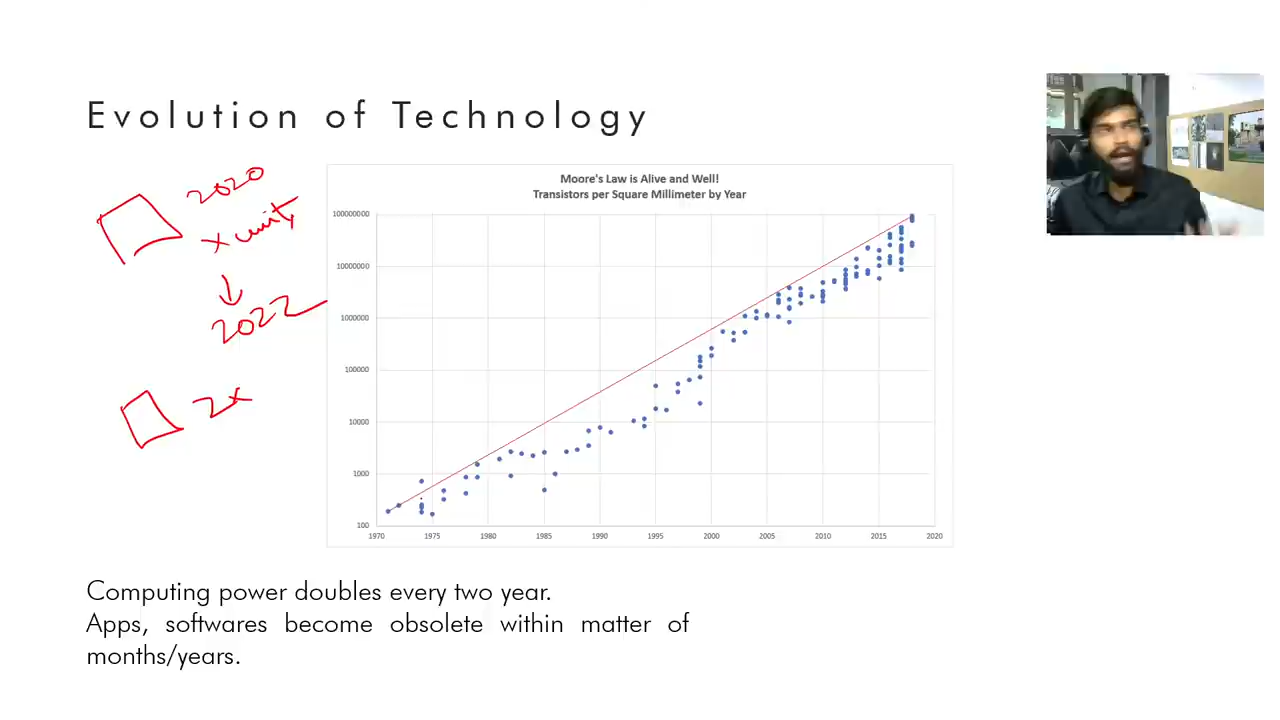 Evolution of Technology
2020
x unity
2022
2x
Moore's Law is Alive and Well!
Transistors per Square Millimeter by Year
100000000
10000000
1000000
100000
10000
1000
100
1970 1975 1980 1985 1990 1995 2000 2005 2010 2015 2020
Computing power doubles every two year.
Apps, softwares become obsolete within matter of
months/years.